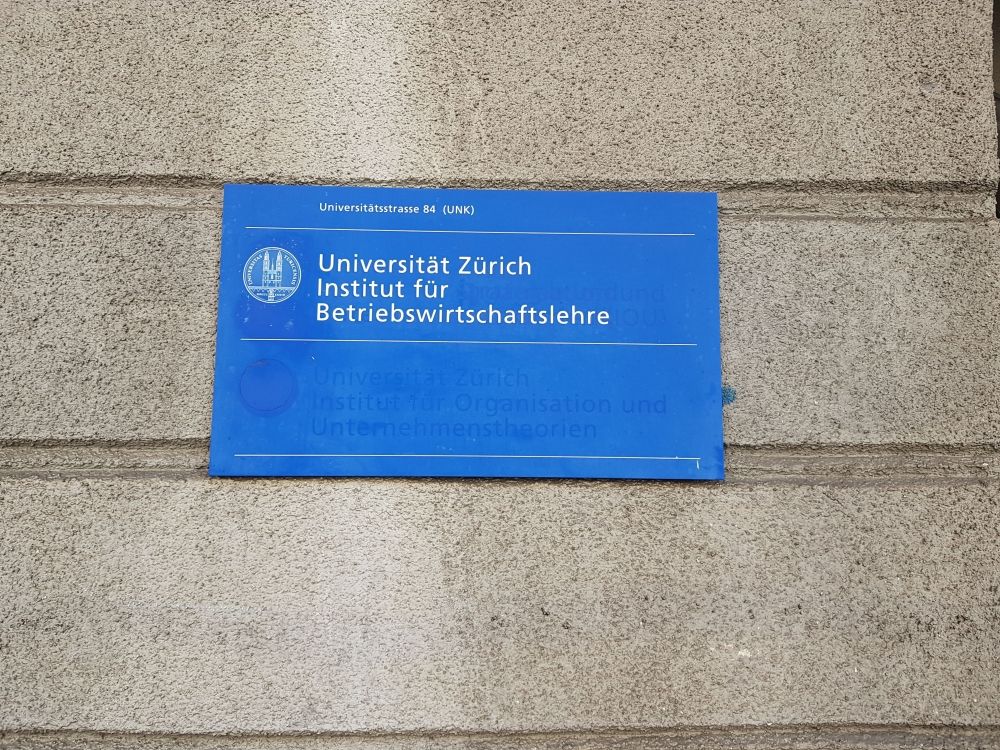 Universitätsstrasse 84 (UNK)
Universität Zürich
Institut für
Betriebswirtschaftslehre
Universität Zürich
Institut für Organisation und
Unternehmenstheorien